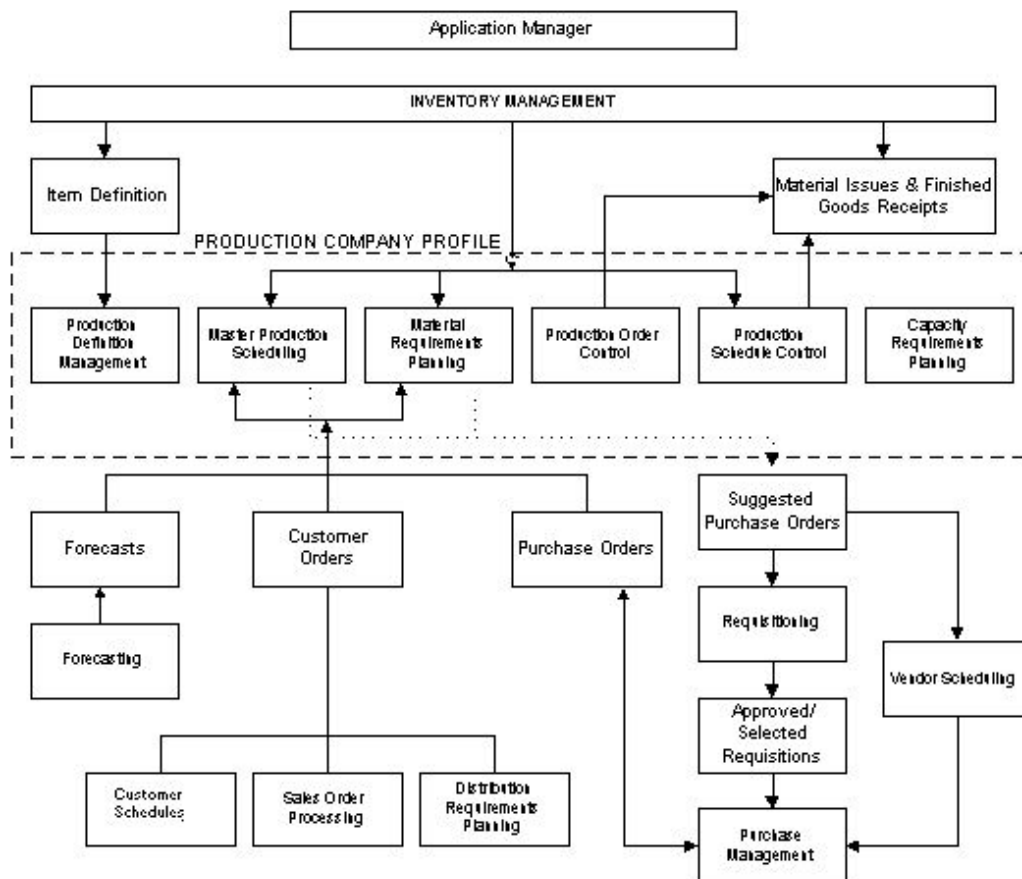 Application Manager
INVENTORY MANAGEMENT
Item Definition
Material Issues & Finished
Goods Receipts
PRODUCTION COMPANY PROFILE
Production
Definition
Management
Master Production
Scheduling
Material
Requirements
Planning
Production Order
Control
Production
Schedule Control
Capacity
Requirements
Planning
Forecasts
Customer
Orders
Purchase Orders
Suggested
Purchase Orders
Forecasting
Requisitioning
Vendor Scheduling
Approved/
Selected
Requisitions
Customer
Schedules
Sales Order
Processing
Distribution
Requirements
Planning
Purchase
Management